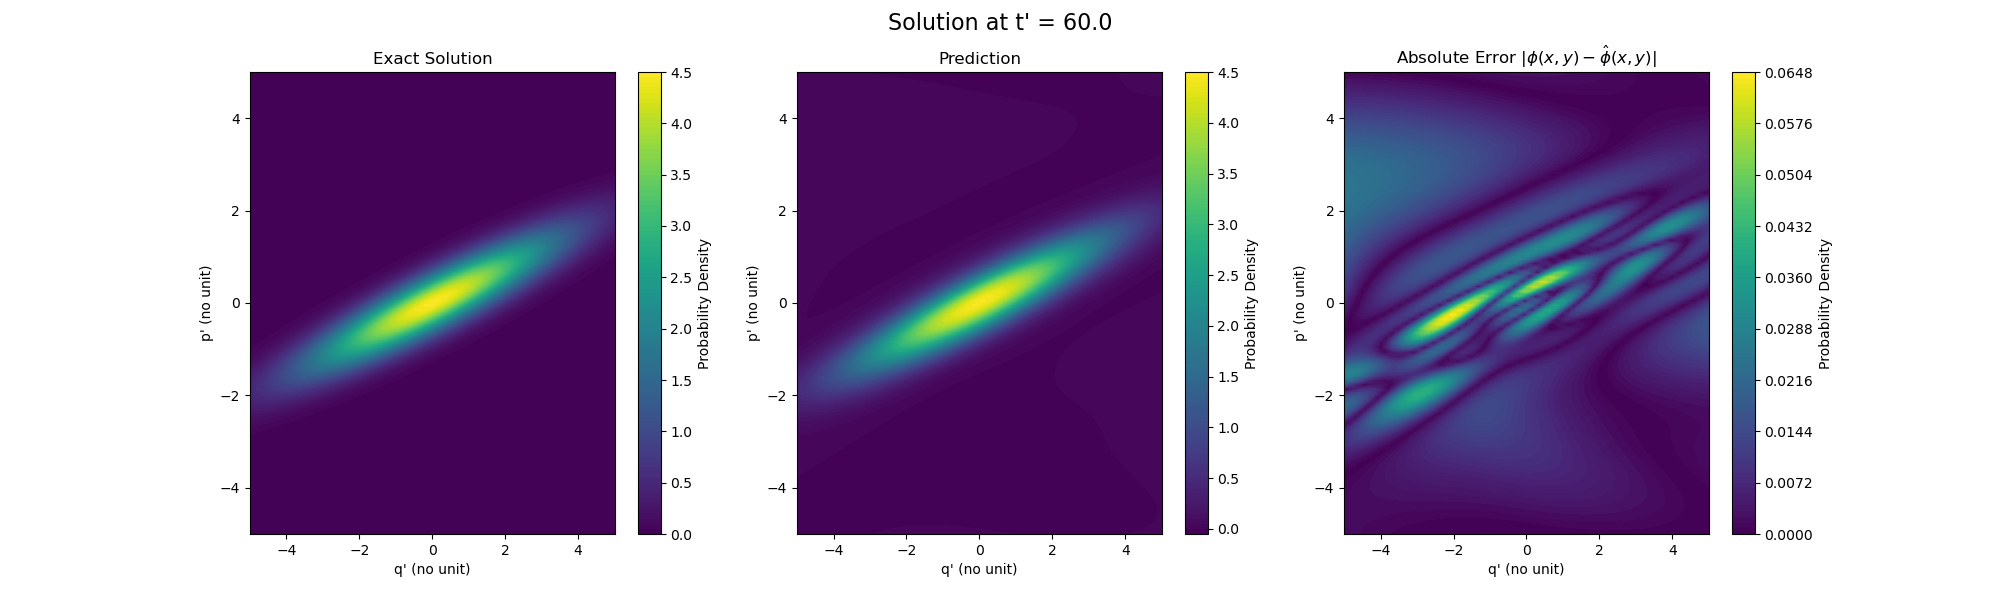 Solution at t' = 60.0
Exact Solution
4
2
0
−2
−4
−4 −2 0 2 4
p' (no unit)
q' (no unit)
4.5
4.0
3.5
3.0
2.5
2.0
1.5
1.0
0.5
0.0
Probability Density
Prediction
4
2
0
−2
−4
−4 −2 0 2 4
p' (no unit)
q' (no unit)
4.5
4.0
3.5
3.0
2.5
2.0
1.5
1.0
0.5
0.0
Probability Density
Absolute Error |ϕ(x, y) − ϕ̂(x, y)|
4
2
0
−2
−4
−4 −2 0 2 4
p' (no unit)
q' (no unit)
0.0648
0.0576
0.0504
0.0432
0.0360
0.0288
0.0216
0.0144
0.0072
0.0000
Probability Density